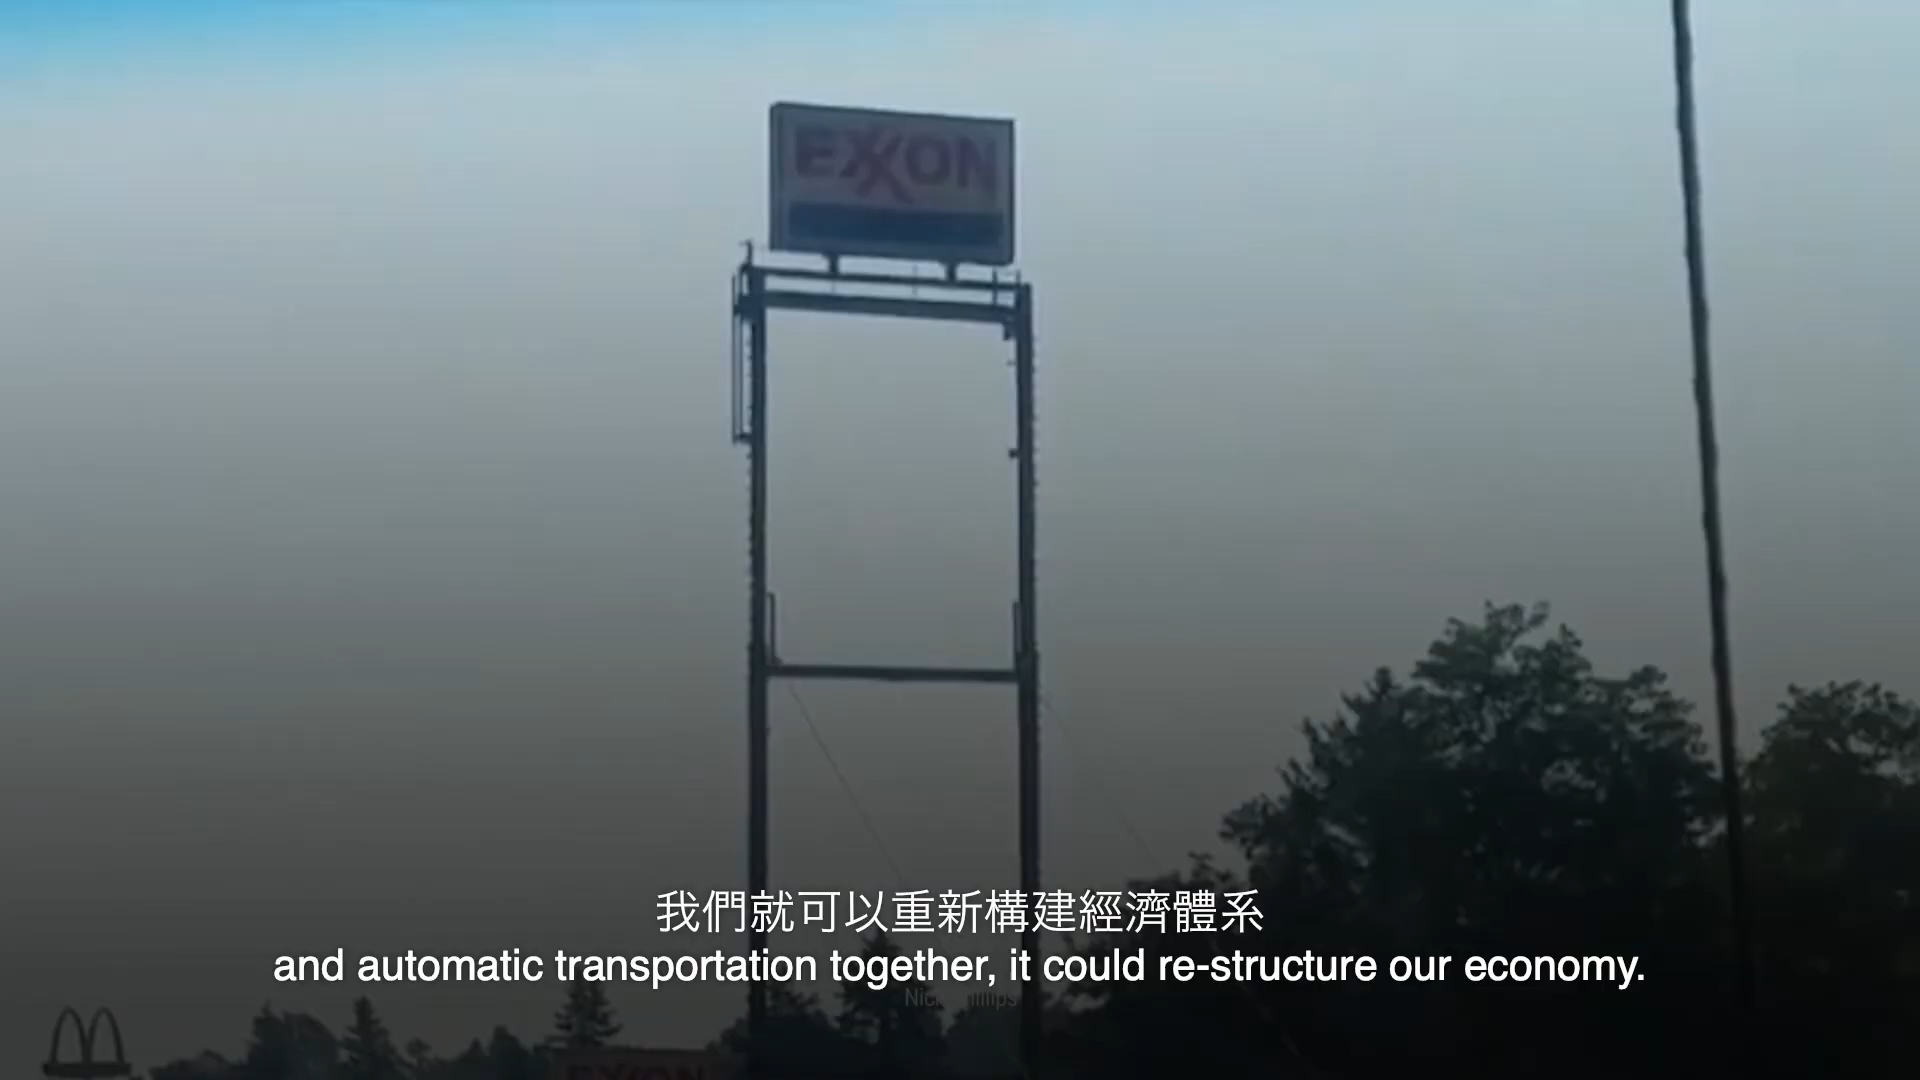 EXXON
我們就可以重新構建經濟體系
and automatic transportation together, it could re-structure our economy.
EXXON